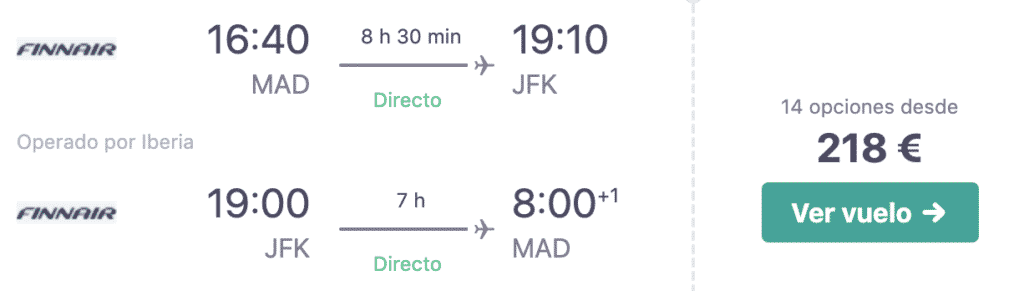 FINNAIR
16:40
8 h 30 min
19:10
MAD
Directo
JFK
Operado por Iberia
FINNAIR
19:00
7 h
8:00+1
JFK
Directo
MAD
14 opciones desde
218 €
Ver vuelo →